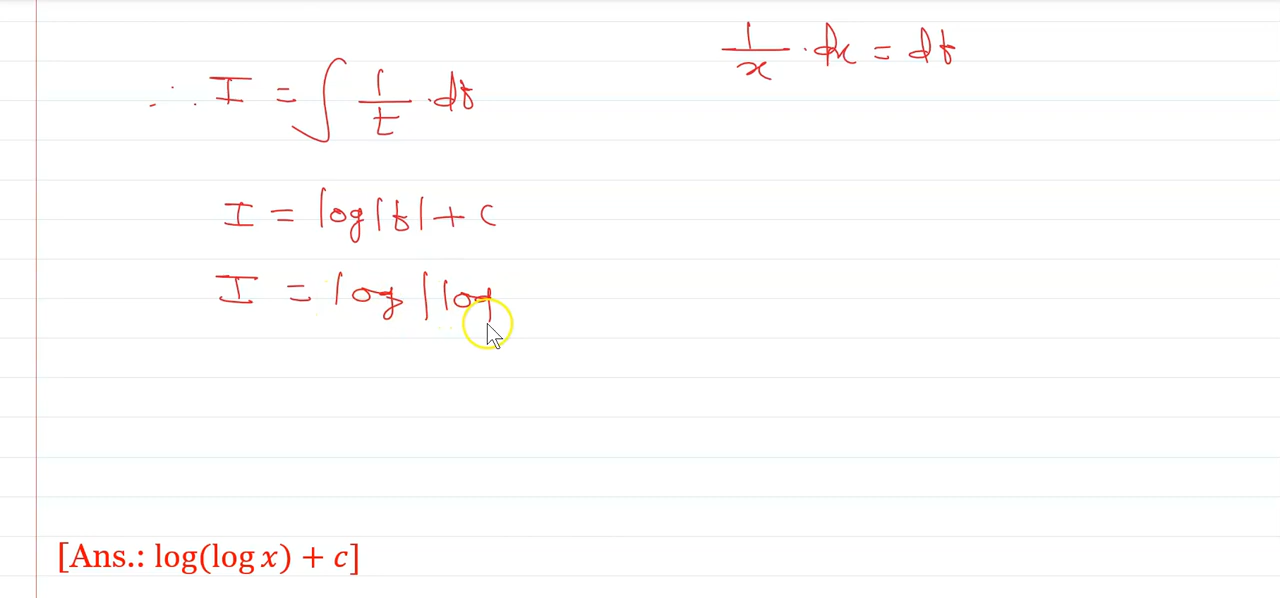 1/x · dx = dt
∴ I = ∫ 1/t · dt
I = log|t| + c
I = log |log
[Ans.: log(log x) + c]